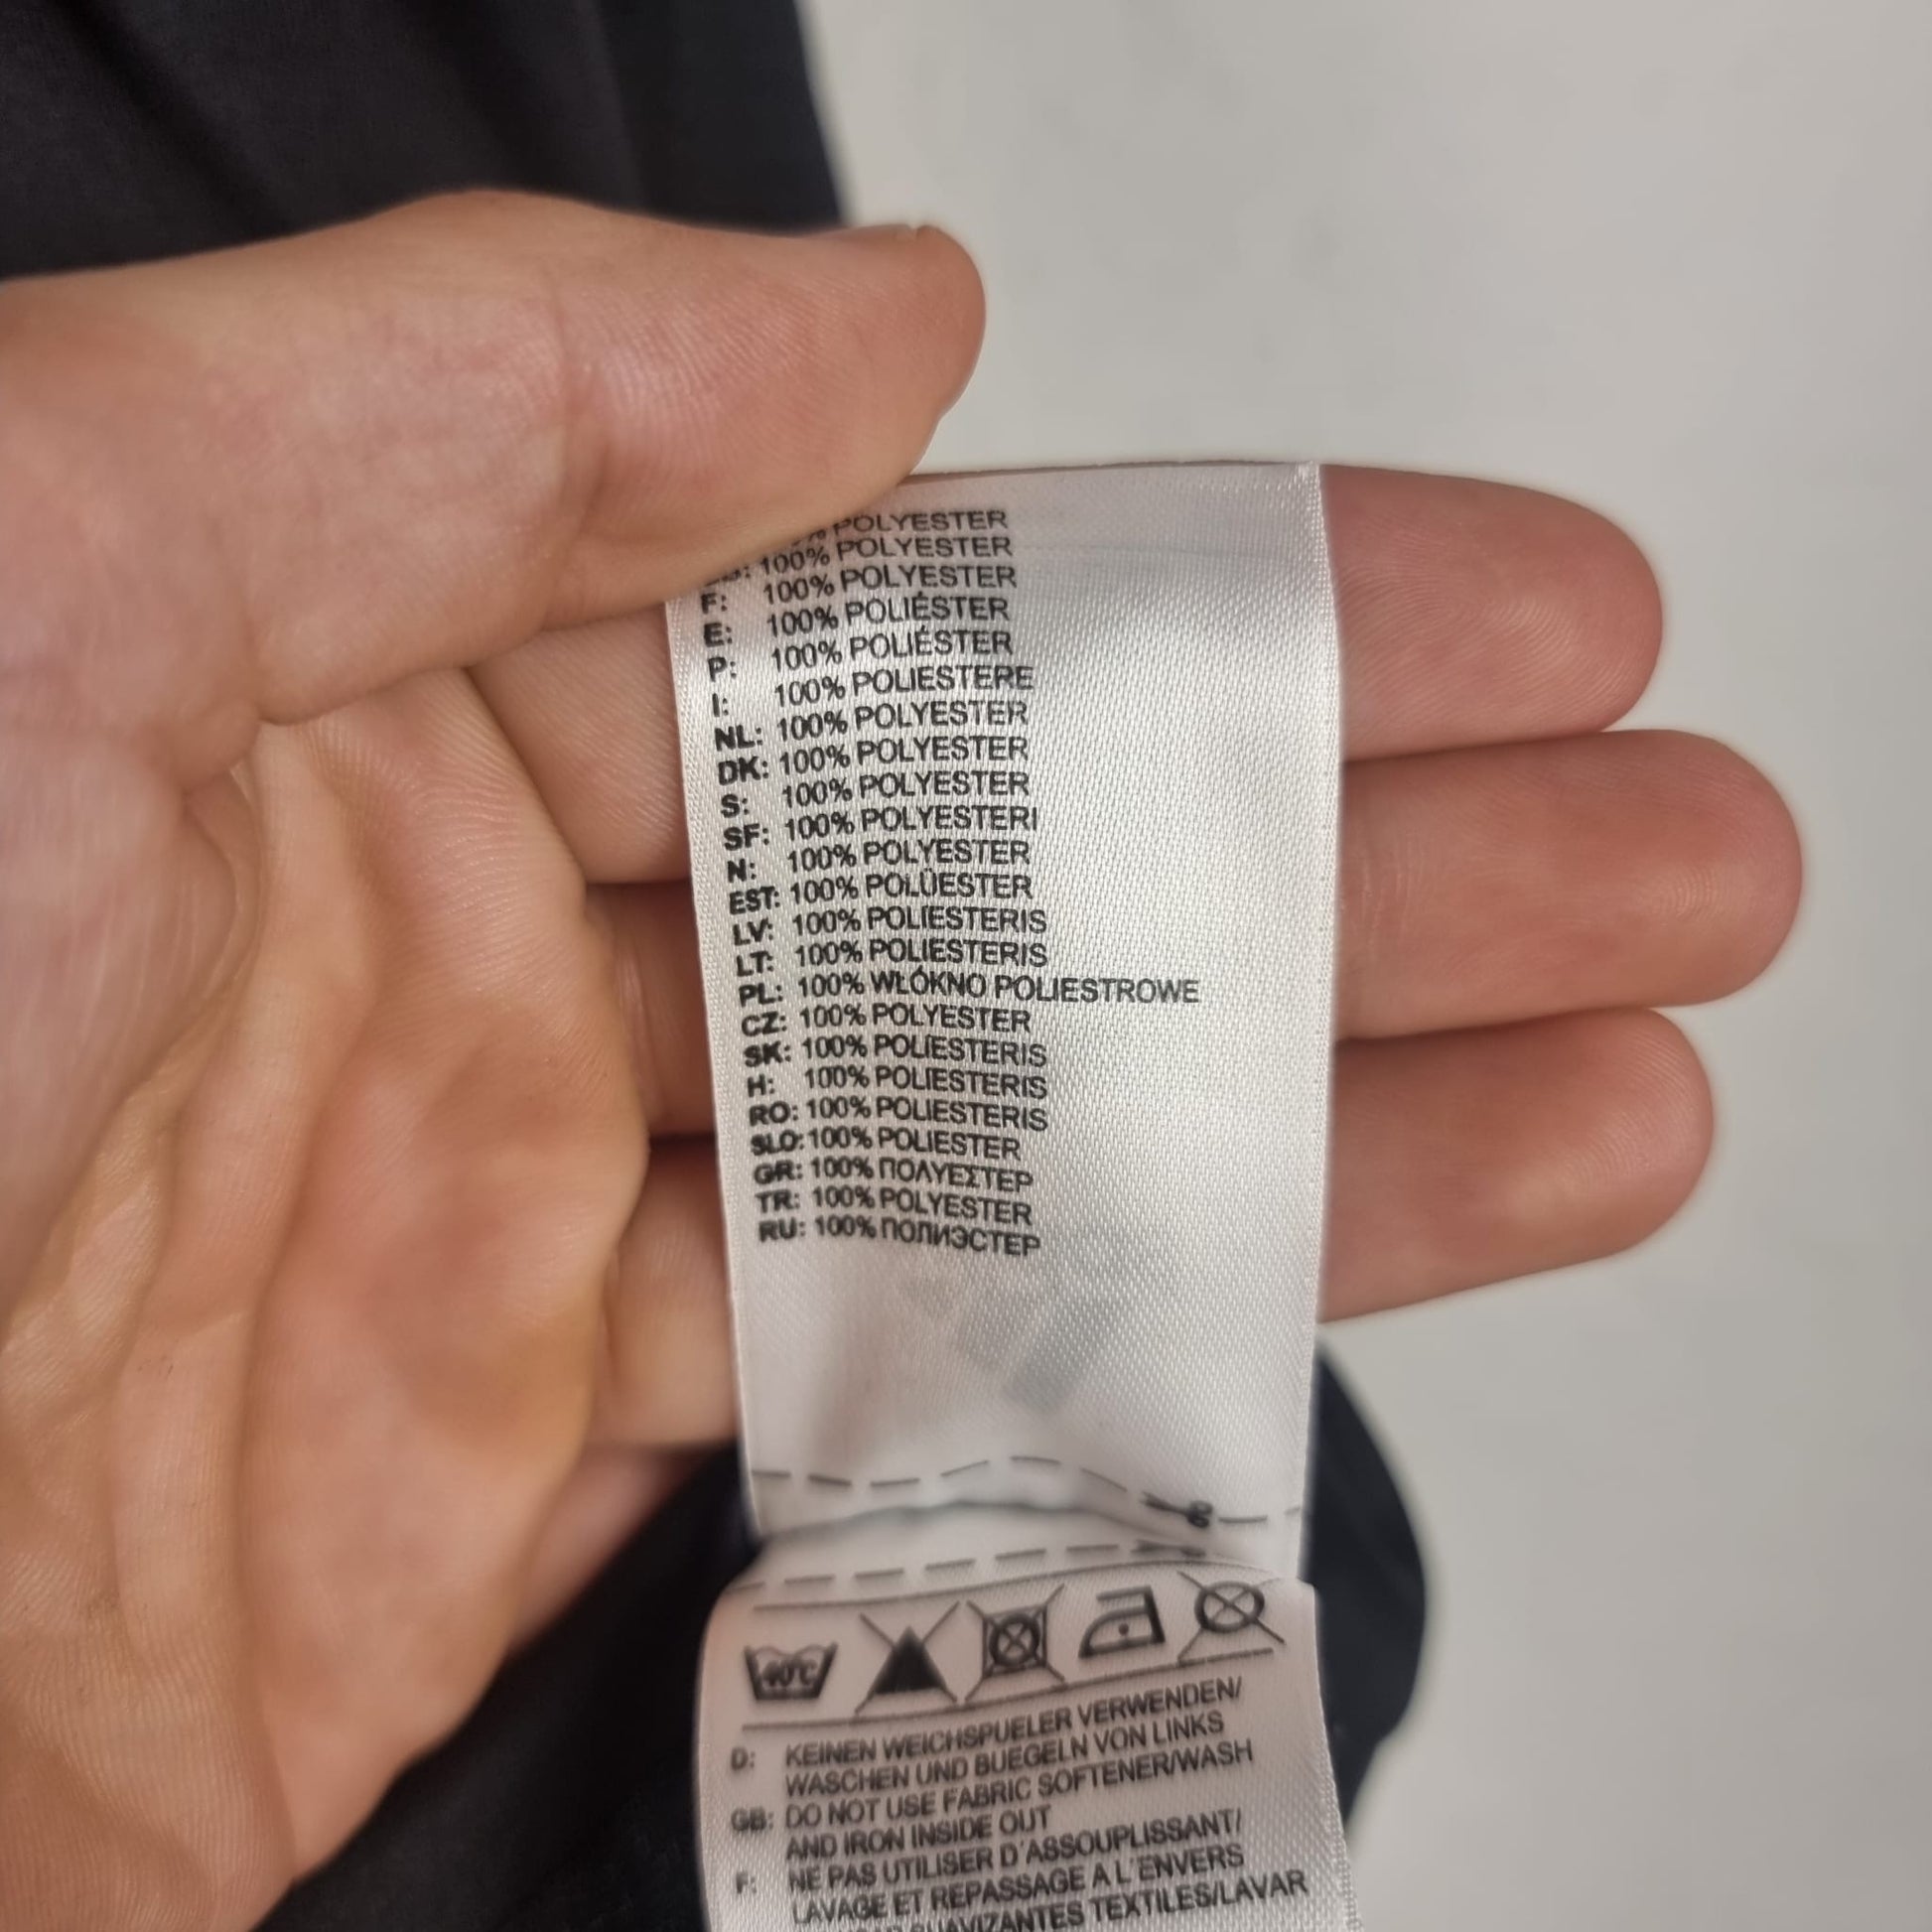 POLYESTER
100% POLYESTER
F: 100% POLYESTER
E: 100% POLIÉSTER
P: 100% POLIÉSTER
I: 100% POLIESTERE
NL: 100% POLYESTER
DK: 100% POLYESTER
S: 100% POLYESTER
SF: 100% POLYESTERI
N: 100% POLYESTER
EST: 100% POLÜESTER
LV: 100% POLIESTERIS
LT: 100% POLIESTERIS
PL: 100% WŁÓKNO POLIESTROWE
CZ: 100% POLYESTER
SK: 100% POLIESTERIS
H: 100% POLIESTERIS
RO: 100% POLIESTERIS
SLO: 100% POLIESTER
GR: 100% ΠΟΛΥΕΣΤΕΡ
TR: 100% POLYESTER
RU: 100% ПОЛИЭСТЕР
40°C
D: KEINEN WEICHSPUELER VERWENDEN/
WASCHEN UND BUEGELN VON LINKS
GB: DO NOT USE FABRIC SOFTENER/WASH
AND IRON INSIDE OUT
F: NE PAS UTILISER D'ASSOUPLISSANT/
LAVAGE ET REPASSAGE A L'ENVERS
SUAVIZANTES TEXTILES/LAVAR